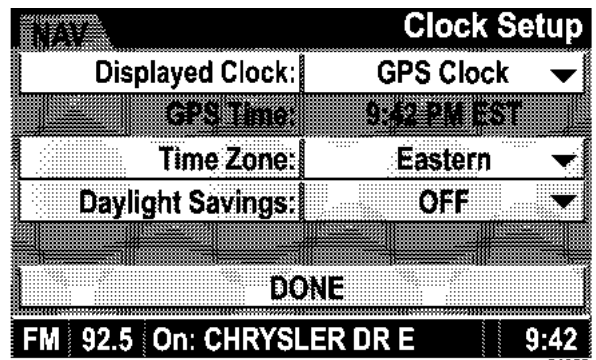 NAV Clock Setup
Displayed Clock: GPS Clock
GPS Time: 9:42 PM EST
Time Zone: Eastern
Daylight Savings: OFF
DONE
FM 92.5 On: CHRYSLER DR E 9:42